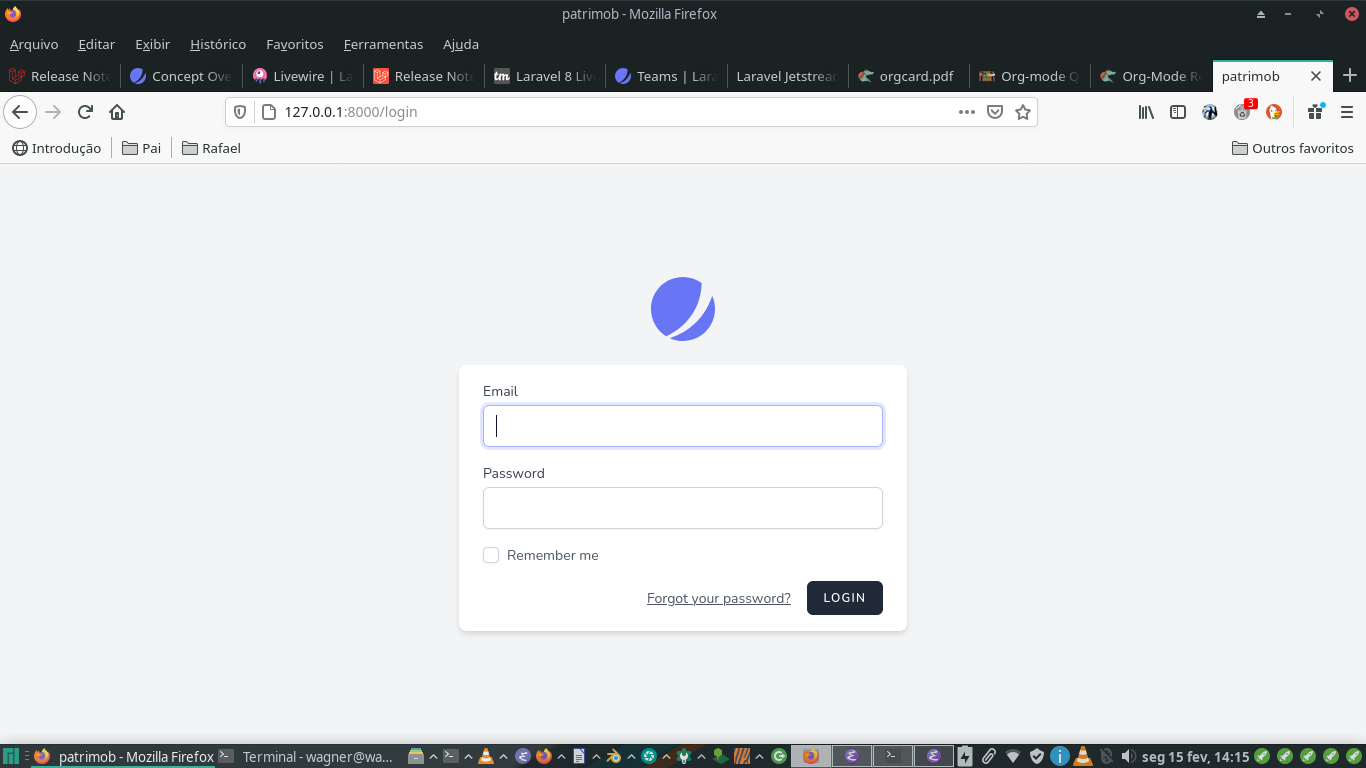 patrimob - Mozilla Firefox
Arquivo Editar Exibir Histórico Favoritos Ferramentas Ajuda
Release Note Concept Ove Livewire | La Release Note tm Laravel 8 Liv Teams | Lara Laravel Jetstrean orgcard.pdf Org-mode Q Org-Mode Re patrimob
127.0.0.1:8000/login
3
Introdução Pai Rafael Outros favoritos
Email
Password
Remember me
Forgot your password? LOGIN
patrimob - Mozilla Firefox Terminal - wagner@wa... seg 15 fev, 14:15